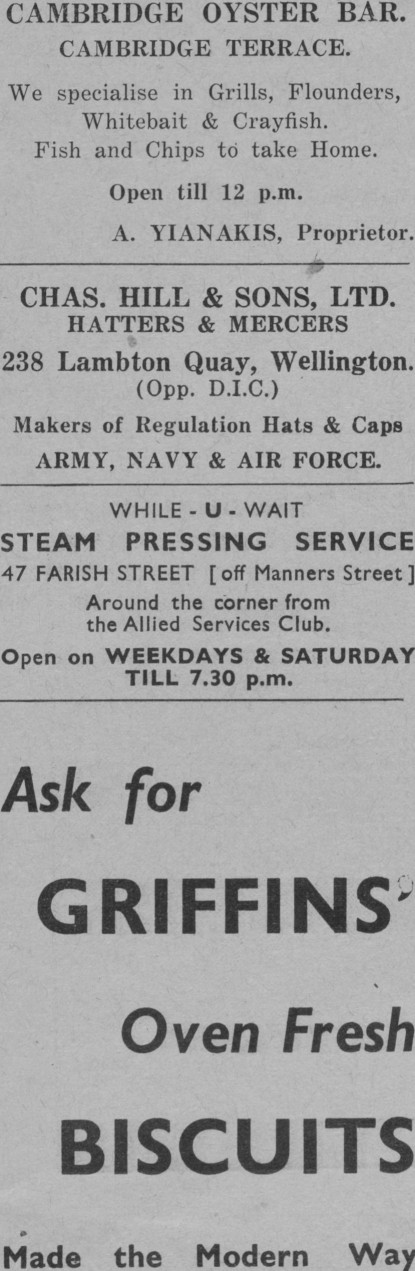 CAMBRIDGE OYSTER BAR.
CAMBRIDGE TERRACE.
We specialise in Grills, Flounders,
Whitebait & Crayfish.
Fish and Chips to take Home.
Open till 12 p.m.
A. YIANAKIS, Proprietor.
CHAS. HILL & SONS, LTD.
HATTERS & MERCERS
238 Lambton Quay, Wellington.
(Opp. D.I.C.)
Makers of Regulation Hats & Caps
ARMY, NAVY & AIR FORCE.
WHILE - U - WAIT
STEAM PRESSING SERVICE
47 FARISH STREET [ off Manners Street ]
Around the corner from
the Allied Services Club.
Open on WEEKDAYS & SATURDAY
TILL 7.30 p.m.
Ask for
GRIFFINS'
Oven Fresh
BISCUITS
Made the Modern Way